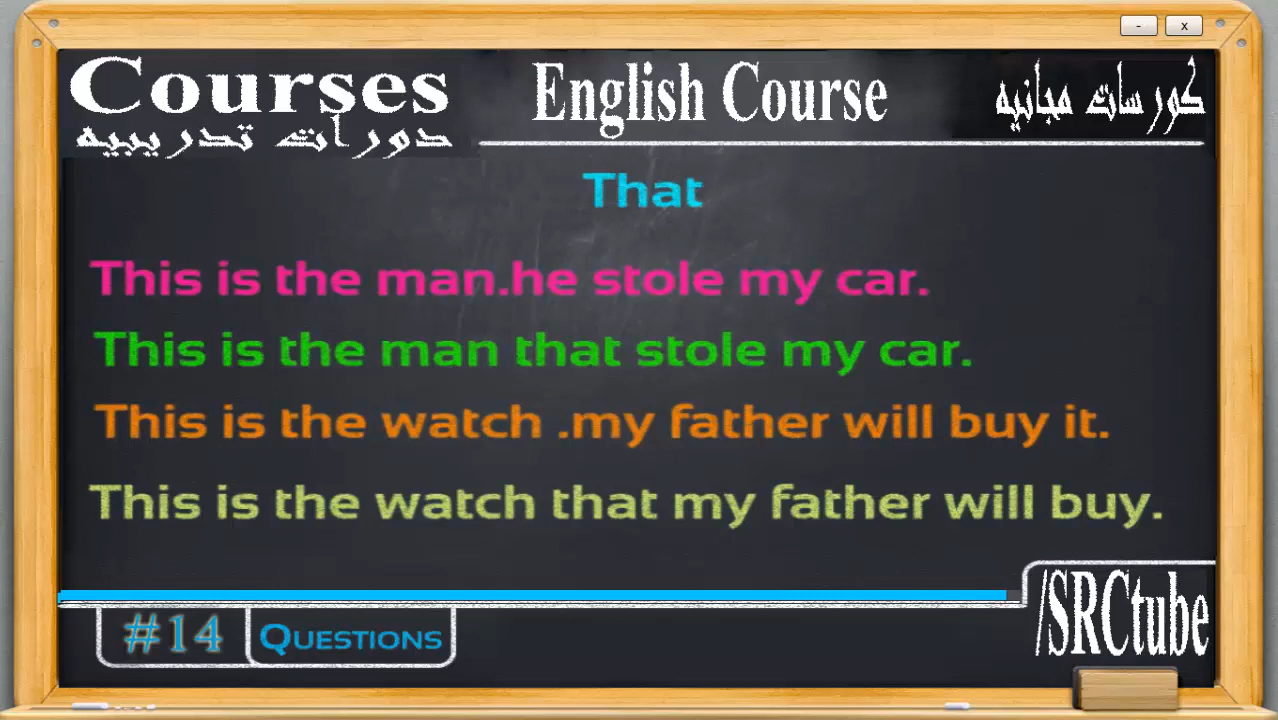 - x
Courses
دورات تدريبيه
English Course
كورسات مجانيه
That
This is the man.he stole my car.
This is the man that stole my car.
This is the watch .my father will buy it.
This is the watch that my father will buy.
#14
Questions
/SRCtube